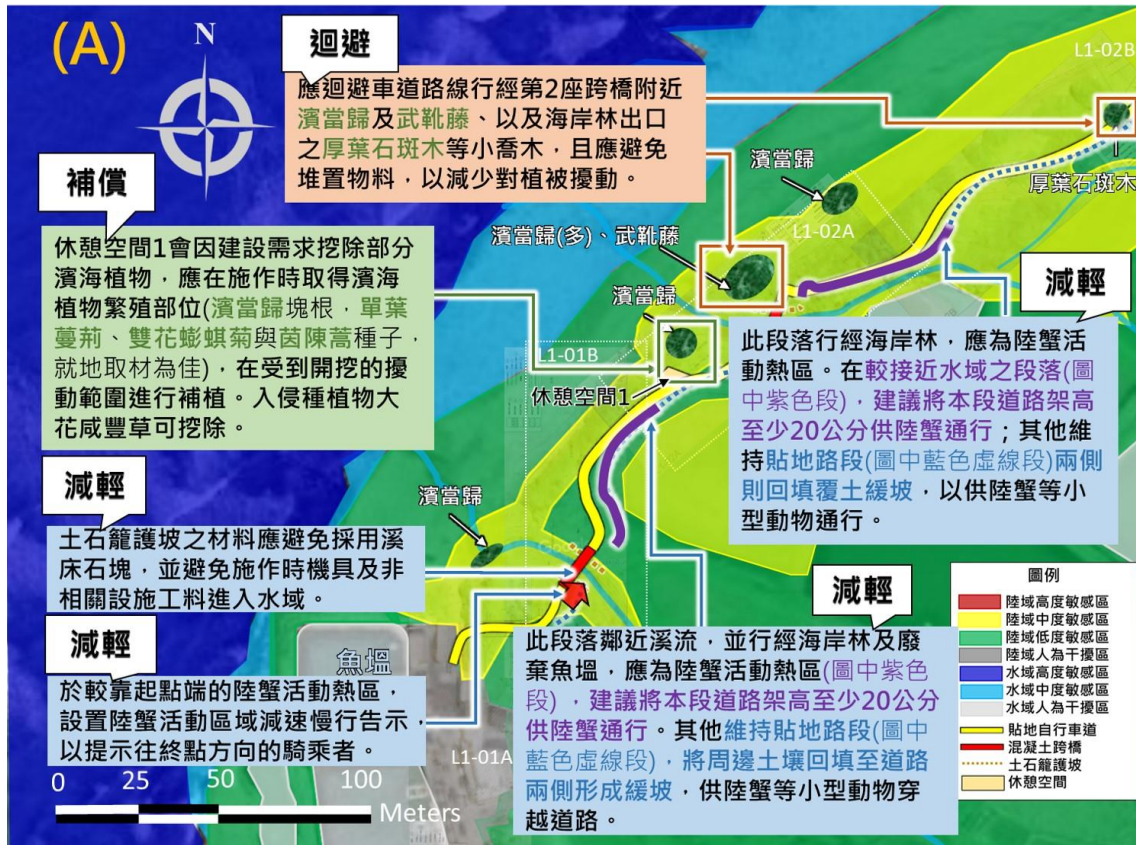 (A)
N
迴避
應迴避車道路線行經第2座跨橋附近
濱當歸及武靴藤、以及海岸林出口
之厚葉石斑木等小喬木，且應避免
堆置物料，以減少對植被擾動。
補償
休憩空間1會因建設需求挖除部分
濱海植物，應在施作時取得濱海
植物繁殖部位(濱當歸塊根，單葉
蔓荊、雙花蟛蜞菊與茵陳蒿種子，
就地取材為佳)，在受到開挖的擾
動範圍進行補植。入侵種植物大
花咸豐草可挖除。
減輕
土石籠護坡之材料應避免採用溪
床石塊，並避免施作時機具及非
相關設施工料進入水域。
減輕
於較靠起點端的陸蟹活動熱區，
設置陸蟹活動區域減速慢行告示，
以提示往終點方向的騎乘者。
L1-02B
厚葉石斑木
濱當歸
L1-02A
濱當歸(多)、武靴藤
濱當歸
L1-01B
休憩空間1
濱當歸
魚塭
L1-01A
減輕
此段落行經海岸林，應為陸蟹活
動熱區。在較接近水域之段落(圖
中紫色段)，建議將本段道路架高
至少20公分供陸蟹通行；其他維
持貼地路段(圖中藍色虛線段)兩側
則回填覆土緩坡，以供陸蟹等小
型動物通行。
減輕
此段落鄰近溪流，並行經海岸林及廢
棄魚塭，應為陸蟹活動熱區(圖中紫色
段)，建議將本段道路架高至少20公分
供陸蟹通行。其他維持貼地路段(圖中
藍色虛線段)，將周邊土壤回填至道路
兩側形成緩坡，供陸蟹等小型動物穿
越道路。
圖例
陸域高度敏感區
陸域中度敏感區
陸域低度敏感區
陸域人為干擾區
水域高度敏感區
水域中度敏感區
水域人為干擾區
貼地自行車道
混凝土跨橋
土石籠護坡
休憩空間
0 25 50 100
Meters